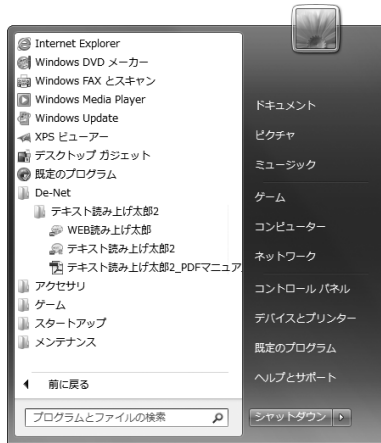 Internet Explorer
Windows DVD メーカー
Windows FAX とスキャン
Windows Media Player
Windows Update
XPS ビューアー
デスクトップ ガジェット
既定のプログラム
De-Net
テキスト読み上げ太郎2
WEB読み上げ太郎
テキスト読み上げ太郎2
テキスト読み上げ太郎2_PDFマニュア
アクセサリ
ゲーム
スタートアップ
メンテナンス
前に戻る
プログラムとファイルの検索
ドキュメント
ピクチャ
ミュージック
ゲーム
コンピューター
ネットワーク
コントロール パネル
デバイスとプリンター
既定のプログラム
ヘルプとサポート
シャットダウン